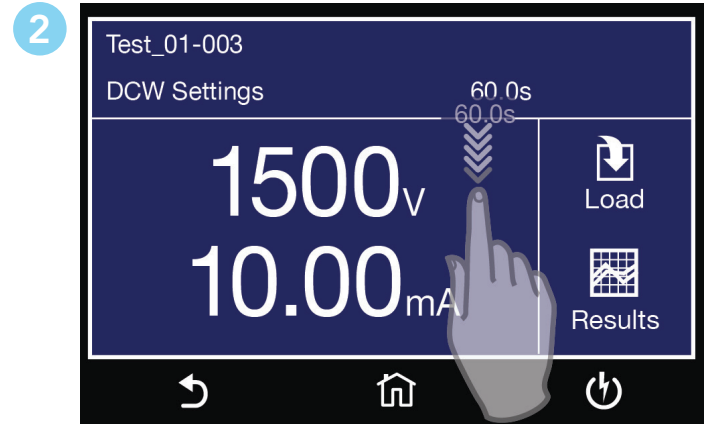 2
Test_01-003
DCW Settings 60.0s
60.0s
1500V
Load
10.00mA
Results